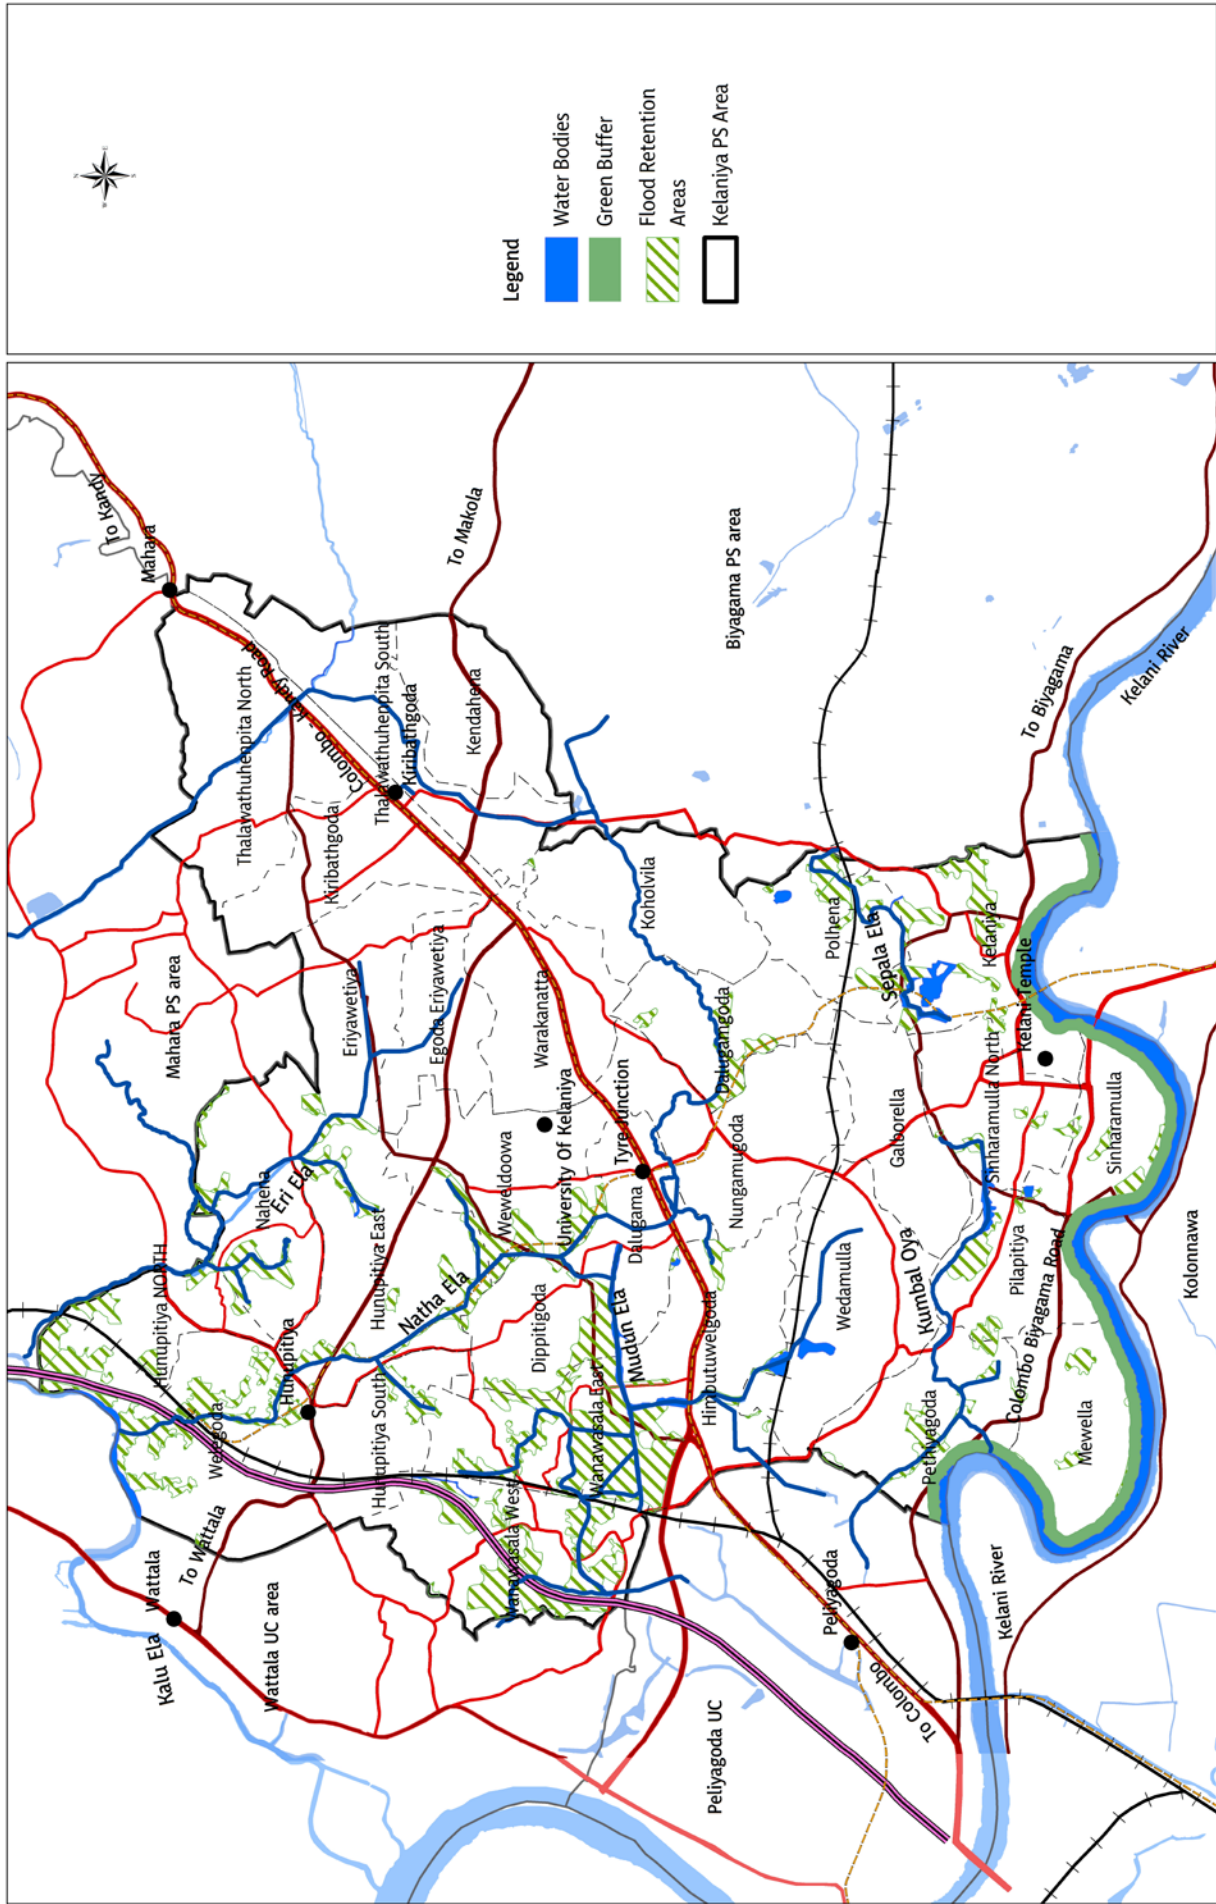 To Kandy
Mahara
Thalawathuhenpita North
Colombo - Kandy Road
Thalawathuheppita South
Kiribathgoda
Kiribathgoda
To Makola
Kendahena
Mahara PS area
Eriyawetiya
Egoda Eriyawetiya
Warakanatta
Koholvila
Biyagama PS area
To Biyagama
Kelani River
Polhena
Sepala Ela
Kelaniya
Kelani Temple
Dalugamgoda
Nungamugoda
Galborella
Sinharamulla North
Sinharamulla
Nahena
Eri Ela
Weweldoowa
University Of Kelaniya
Tyre Junction
Dalugama
Hunupitiya NORTH
Hunupitiya East
Natha Ela
Hunupitiya
Dippitigoda
Mudun Ela
Himbutuwelgoda
Wedamulla
Kumbal Oya
Pilapitiya
Colombo Biyagama Road
Kolonnawa
Welegoda
Hunupitiya South
Wanawasala East
Wanawasala West
Pethiyagoda
Mewella
To Wattala
Wattala
Kalu Ela
Wattala UC area
Peliyagoda
To Colombo
Kelani River
Peliyagoda UC
N
E
S
W
Legend
Water Bodies
Green Buffer
Flood Retention
Areas
Kelaniya PS Area